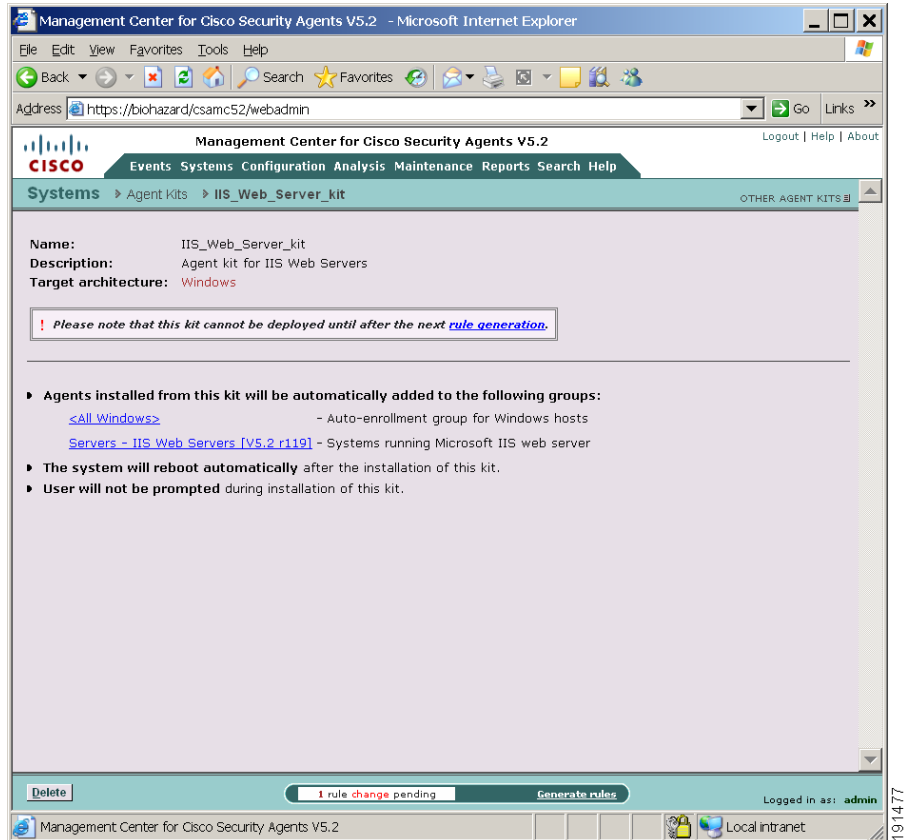 Management Center for Cisco Security Agents V5.2 - Microsoft Internet Explorer
File Edit View Favorites Tools Help
Back Search Favorites
Address https://biohazard/csamc52/webadmin Go Links »
Management Center for Cisco Security Agents V5.2 Logout | Help | About
CISCO Events Systems Configuration Analysis Maintenance Reports Search Help
Systems Agent Kits IIS_Web_Server_kit OTHER AGENT KITS
Name: IIS_Web_Server_kit
Description: Agent kit for IIS Web Servers
Target architecture: Windows
! Please note that this kit cannot be deployed until after the next rule generation.
Agents installed from this kit will be automatically added to the following groups:
<All Windows> - Auto-enrollment group for Windows hosts
Servers - IIS Web Servers [V5.2 r119] - Systems running Microsoft IIS web server
The system will reboot automatically after the installation of this kit.
User will not be prompted during installation of this kit.
Delete 1 rule change pending Generate rules Logged in as: admin
Management Center for Cisco Security Agents V5.2 Local intranet
191477